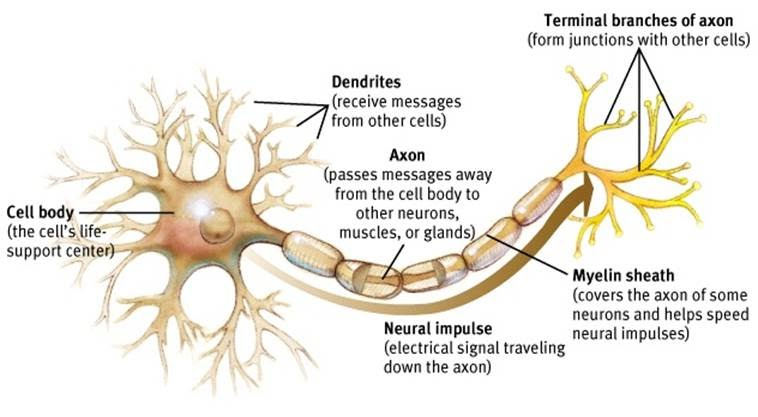 Terminal branches of axon
(form junctions with other cells)
Dendrites
(receive messages
from other cells)
Axon
(passes messages away
from the cell body to
other neurons,
muscles, or glands)
Cell body
(the cell's life-
support center)
Myelin sheath
(covers the axon of some
neurons and helps speed
neural impulses)
Neural impulse
(electrical signal traveling
down the axon)